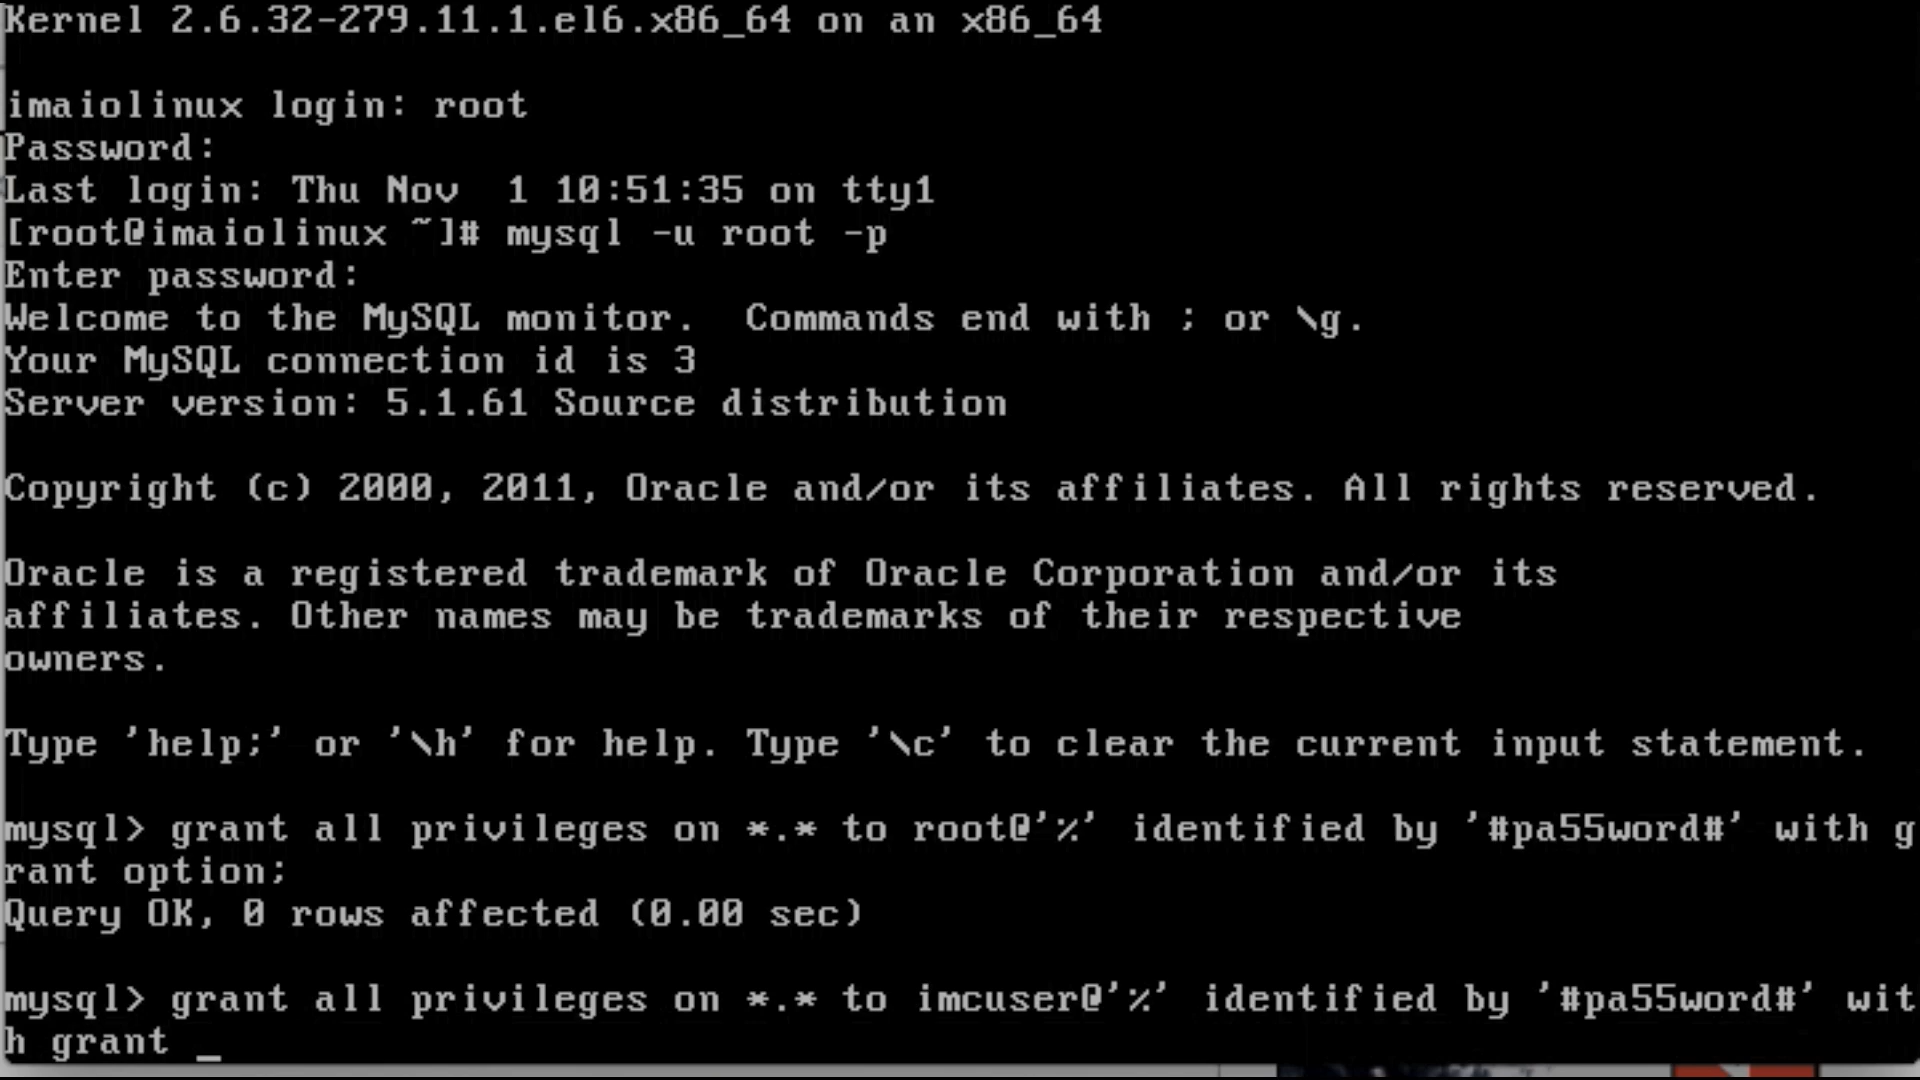 Kernel 2.6.32-279.11.1.el6.x86_64 on an x86_64
imaiolinux login: root
Password:
Last login: Thu Nov  1 10:51:35 on tty1
[root@imaiolinux ~]# mysql -u root -p
Enter password:
Welcome to the MySQL monitor.  Commands end with ; or \g.
Your MySQL connection id is 3
Server version: 5.1.61 Source distribution
Copyright (c) 2000, 2011, Oracle and/or its affiliates. All rights reserved.
Oracle is a registered trademark of Oracle Corporation and/or its
affiliates. Other names may be trademarks of their respective
owners.
Type 'help;' or '\h' for help. Type '\c' to clear the current input statement.
mysql> grant all privileges on *.* to root@'%' identified by '#pa55word#' with g
rant option;
Query OK, 0 rows affected (0.00 sec)
mysql> grant all privileges on *.* to imcuser@'%' identified by '#pa55word#' wit
h grant _